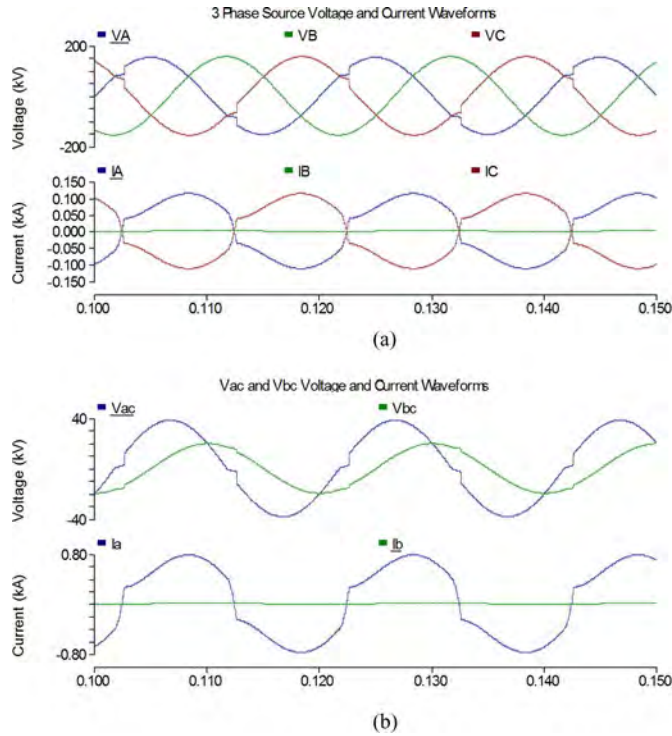 3 Phase Source Voltage and Current Waveforms
VA VB VC
200
Voltage (kV)
-200
IA IB IC
0.150
0.100
0.050
0.000
-0.050
-0.100
-0.150
Current (kA)
0.100 0.110 0.120 0.130 0.140 0.150
(a)
Vac and Vbc Voltage and Current Waveforms
Vac Vbc
40
Voltage (kV)
-40
Ia Ib
0.80
Current (kA)
-0.80
0.100 0.110 0.120 0.130 0.140 0.150
(b)